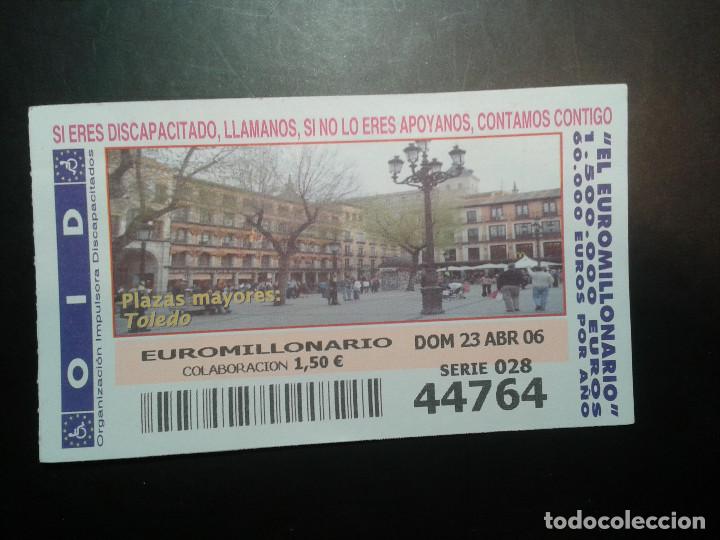 SI ERES DISCAPACITADO, LLAMANOS, SI NO LO ERES APOYANOS, CONTAMOS CONTIGO
OID
Organización Impulsora Discapacitados
Plazas mayores:
Toledo
EUROMILLONARIO
COLABORACION 1,50 €
DOM 23 ABR 06
SERIE 028
44764
"EL EUROMILLONARIO"
1.500.000 EUROS
60.000 EUROS POR AÑO
todocoleccion.net